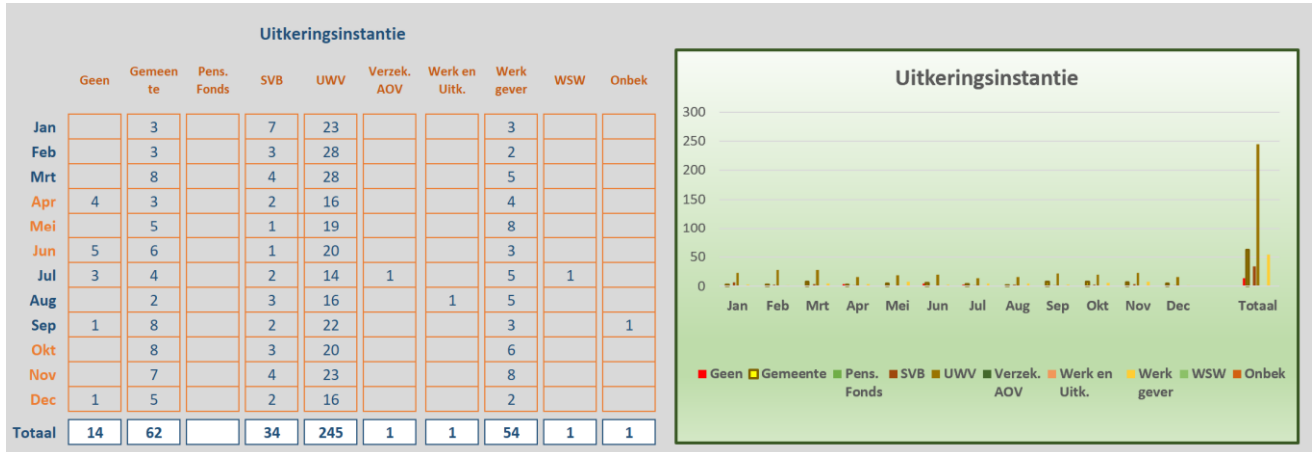 Uitkeringsinstantie
Geen Gemeen Pens. SVB UWV Verzek. Werk en Werk WSW Onbek
te Fonds AOV Uitk. gever
Jan 3 7 23 3
Feb 3 3 28 2
Mrt 8 4 28 5
Apr 4 3 2 16 4
Mei 5 1 19 8
Jun 5 6 1 20 3
Jul 3 4 2 14 1 5 1
Aug 2 3 16 1 5
Sep 1 8 2 22 3 1
Okt 8 3 20 6
Nov 7 4 23 8
Dec 1 5 2 16 2
Totaal 14 62 34 245 1 1 54 1 1
Uitkeringsinstantie
300
250
200
150
100
50
0
Jan Feb Mrt Apr Mei Jun Jul Aug Sep Okt Nov Dec Totaal
Geen Gemeente Pens. SVB UWV Verzek. Werk en Werk WSW Onbek
Fonds AOV Uitk. gever